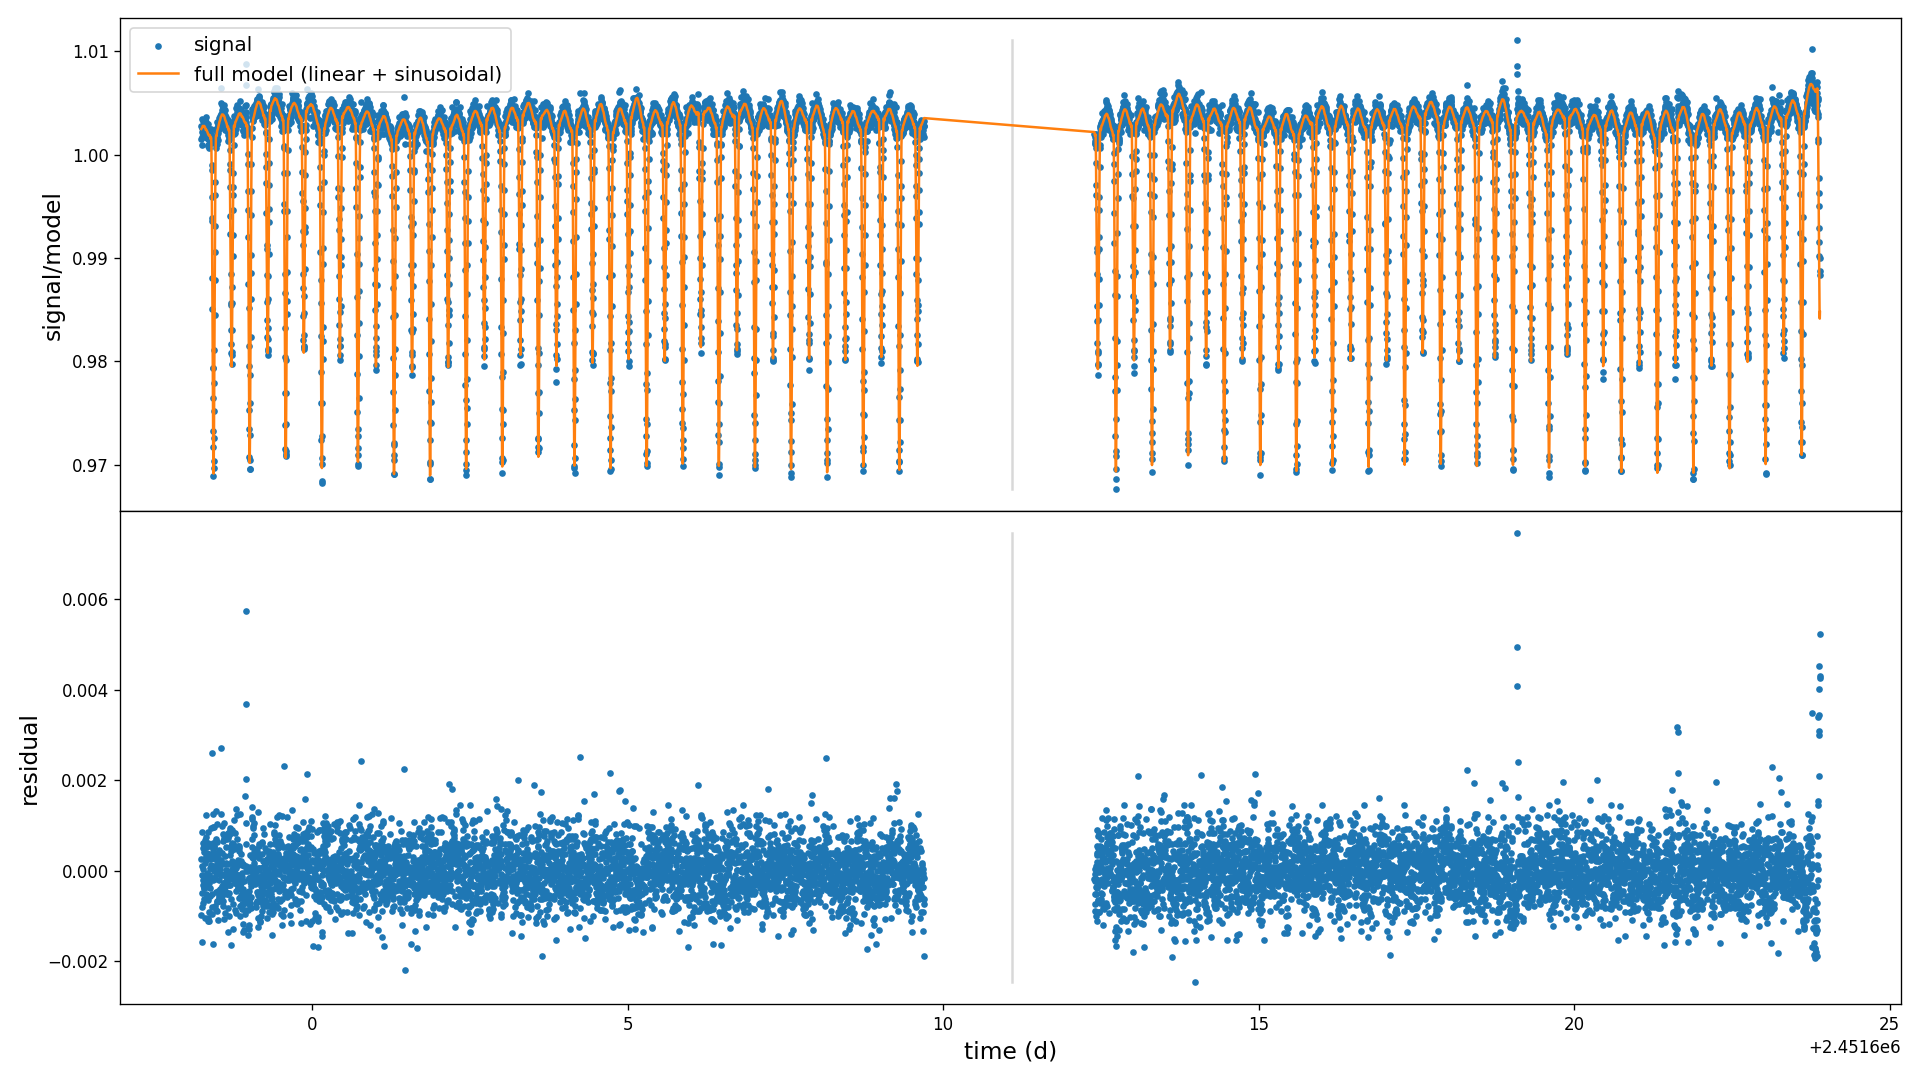 signal
full model (linear + sinusoidal)
1.01
1.00
0.99
0.98
0.97
signal/model
0.006
0.004
0.002
0.000
−0.002
residual
0 5 10 15 20 25
+2.4516e6
time (d)